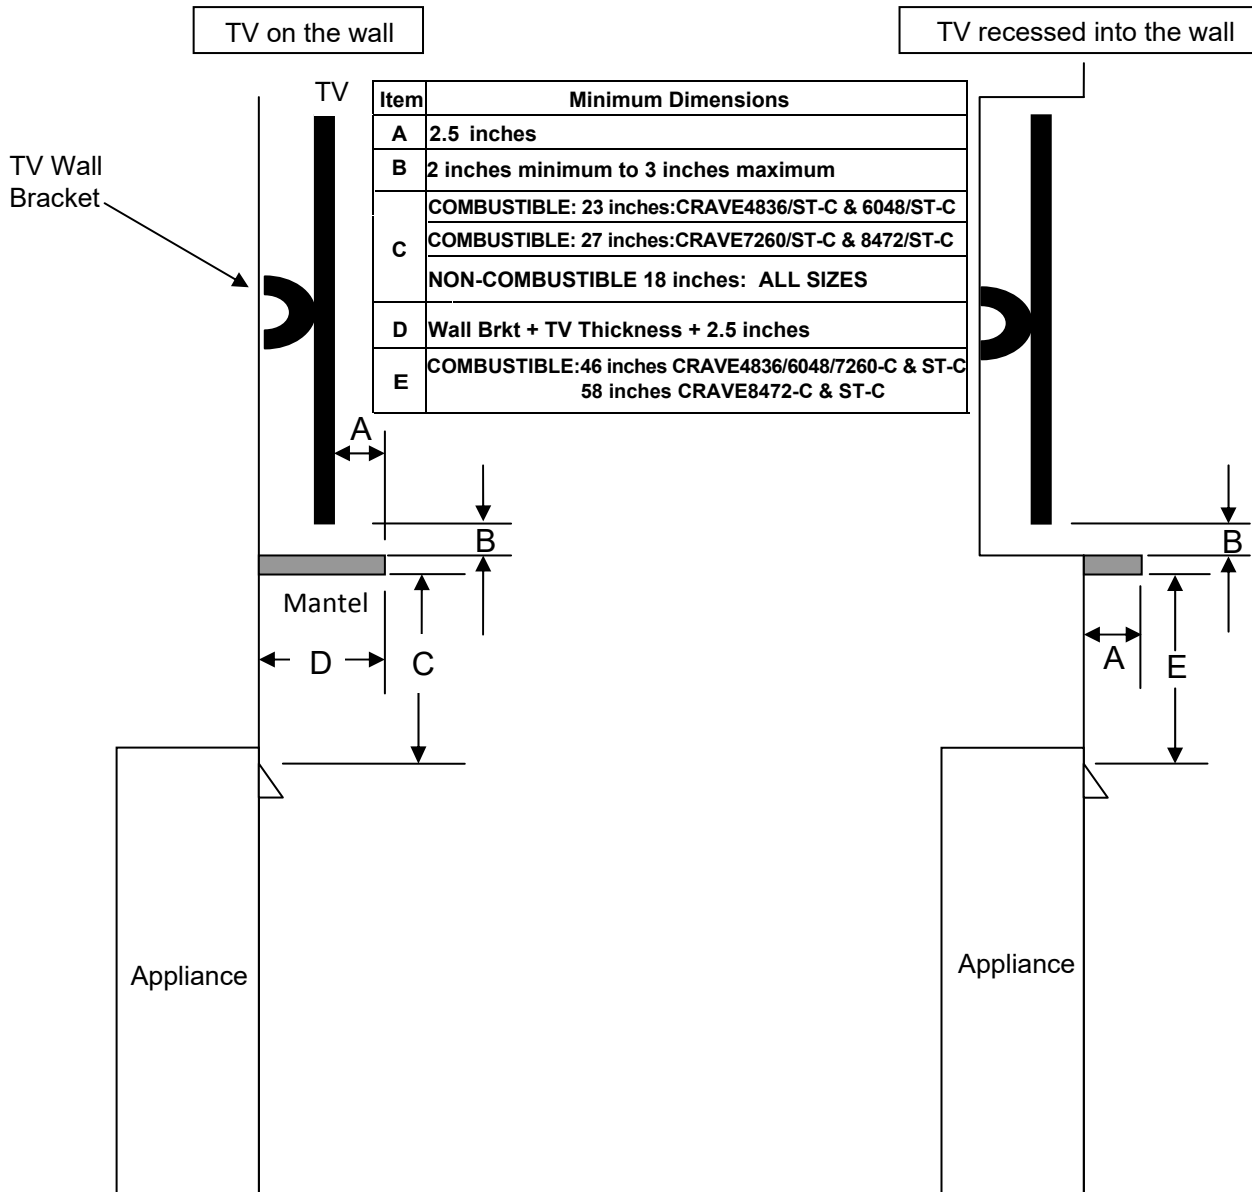 TV on the wall
TV recessed into the wall
TV
TV Wall
Bracket
Item Minimum Dimensions
A 2.5 inches
B 2 inches minimum to 3 inches maximum
C
COMBUSTIBLE: 23 inches:CRAVE4836/ST-C & 6048/ST-C
COMBUSTIBLE: 27 inches:CRAVE7260/ST-C & 8472/ST-C
NON-COMBUSTIBLE 18 inches: ALL SIZES
D Wall Brkt + TV Thickness + 2.5 inches
E
COMBUSTIBLE:46 inches CRAVE4836/6048/7260-C & ST-C
58 inches CRAVE8472-C & ST-C
A
B
Mantel
D
C
Appliance
B
A
E
Appliance